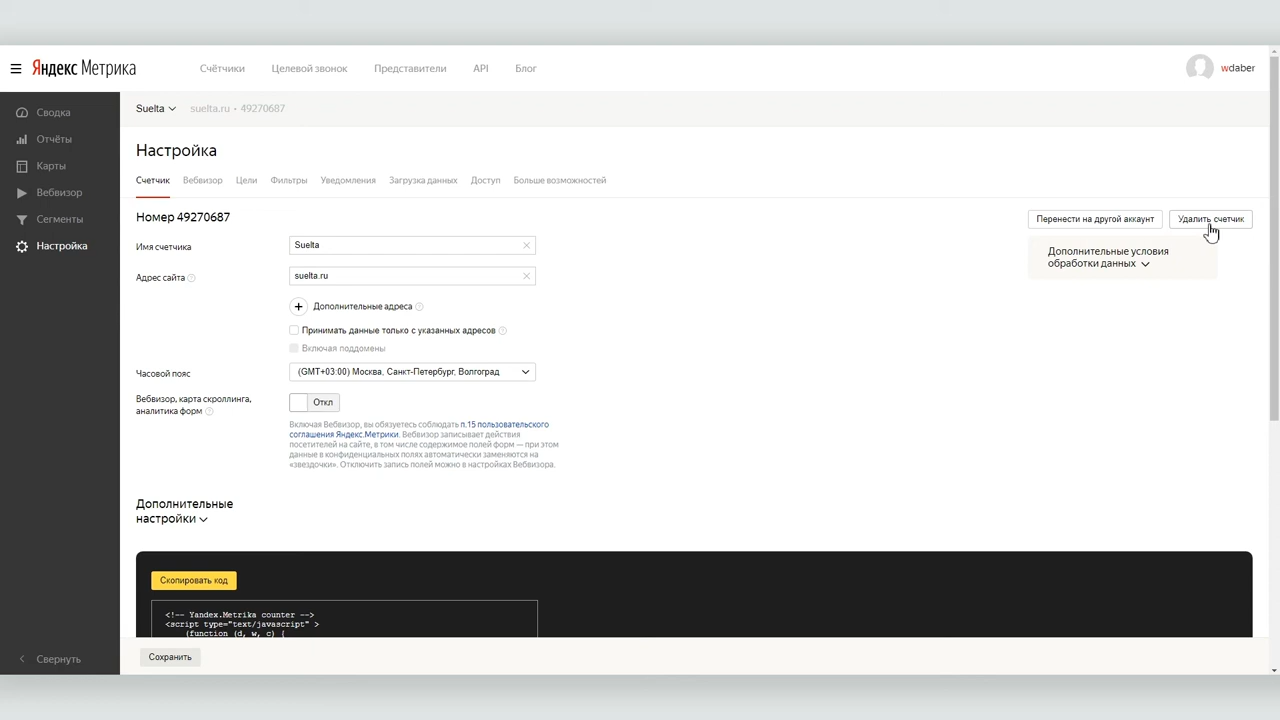 Яндекс Метрика
Счётчики
Целевой звонок
Представители
API
Блог
wdaber
Сводка
Отчёты
Карты
Вебвизор
Сегменты
Настройка
Свернуть
Suelta
suelta.ru • 49270687
Настройка
Счетчик
Вебвизор
Цели
Фильтры
Уведомления
Загрузка данных
Доступ
Больше возможностей
Номер 49270687
Перенести на другой аккаунт
Удалить счетчик
Дополнительные условия
обработки данных
Имя счетчика
Suelta
Адрес сайта
suelta.ru
Дополнительные адреса
Принимать данные только с указанных адресов
Включая поддомены
Часовой пояс
(GMT+03:00) Москва, Санкт-Петербург, Волгоград
Вебвизор, карта скроллинга,
аналитика форм
Откл
Включая Вебвизор, вы обязуетесь соблюдать п.15 пользовательского
соглашения Яндекс.Метрики. Вебвизор записывает действия
посетителей на сайте, в том числе содержимое полей форм — при этом
данные в конфиденциальных полях автоматически заменяются на
«звездочки». Отключить запись полей можно в настройках Вебвизора.
Дополнительные
настройки
Скопировать код
<!-- Yandex.Metrika counter -->
<script type="text/javascript" >
(function (d, w, c) {
Сохранить